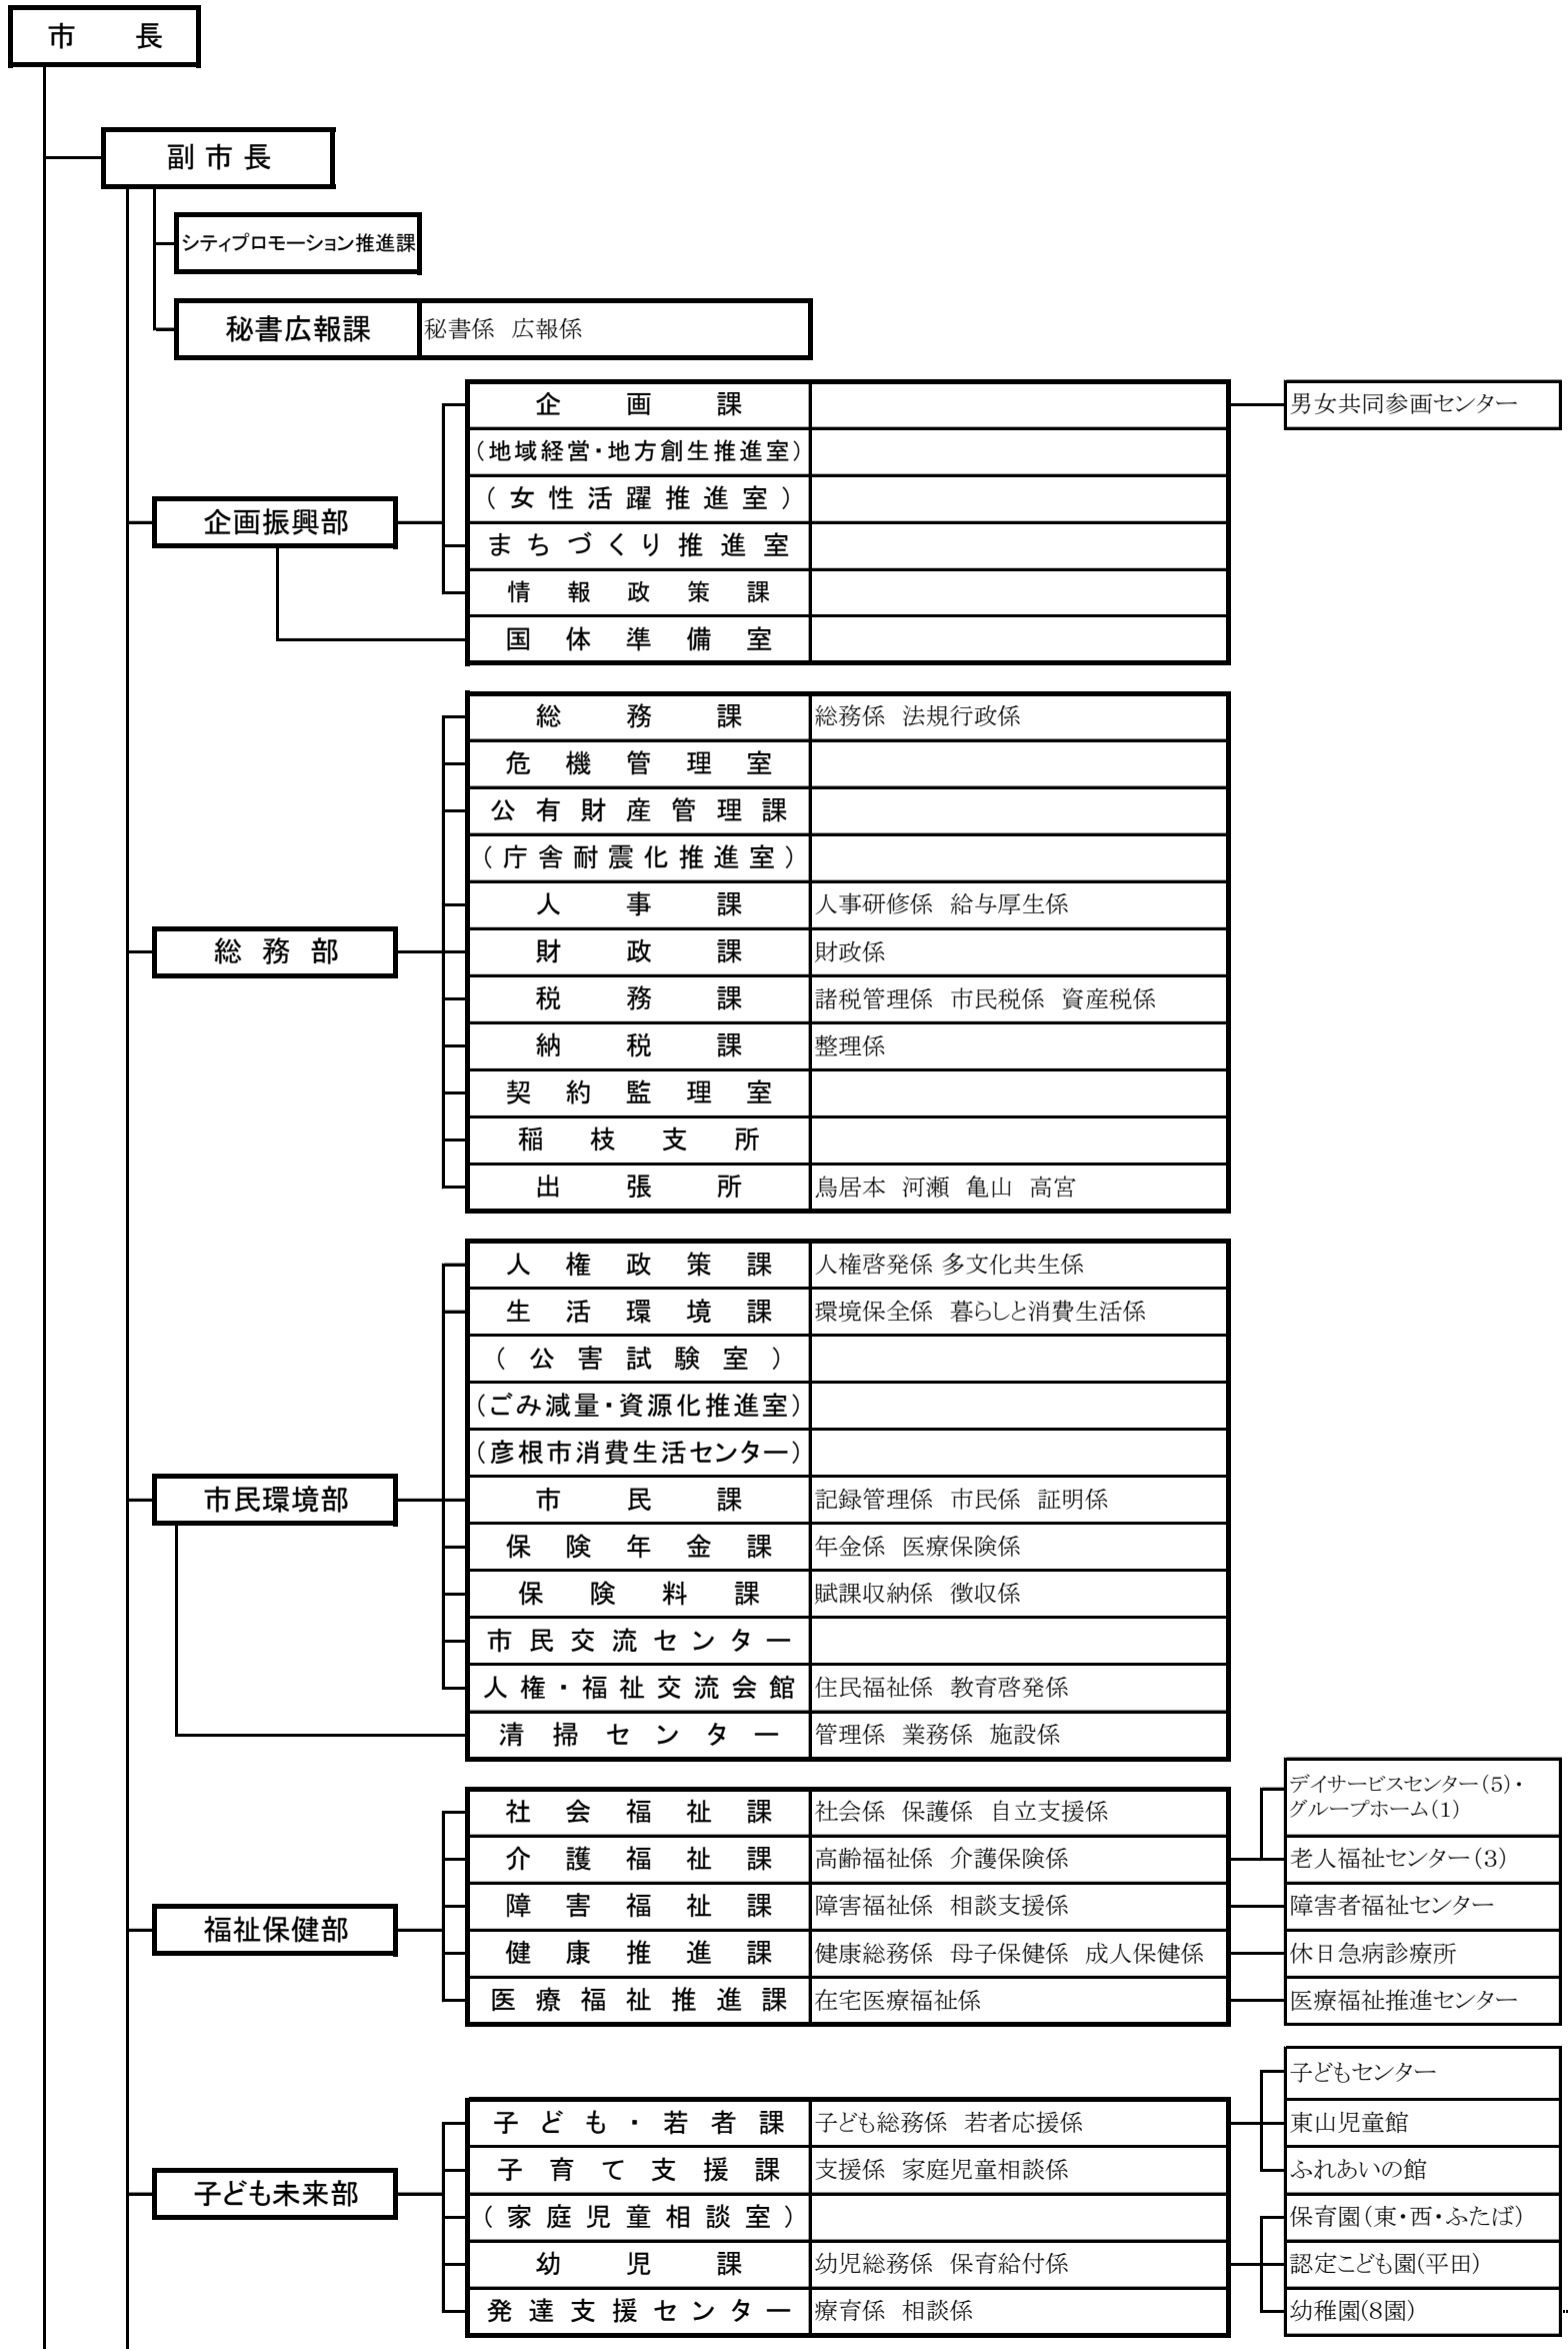 市長
副市長
シティプロモーション推進課
秘書広報課 秘書係 広報係
企画振興部
企画課 男女共同参画センター
(地域経営・地方創生推進室)
(女性活躍推進室)
まちづくり推進室
情報政策課
国体準備室
総務部
総務課 総務係 法規行政係
危機管理室
公有財産管理課
(庁舎耐震化推進室)
人事課 人事研修係 給与厚生係
財政課 財政係
税務課 諸税管理係 市民税係 資産税係
納税課 整理係
契約監理室
稲枝支所
出張所 鳥居本 河瀬 亀山 高宮
市民環境部
人権政策課 人権啓発係 多文化共生係
生活環境課 環境保全係 暮らしと消費生活係
(公害試験室)
(ごみ減量・資源化推進室)
(彦根市消費生活センター)
市民課 記録管理係 市民係 証明係
保険年金課 年金係 医療保険係
保険料課 賦課収納係 徴収係
市民交流センター
人権・福祉交流会館 住民福祉係 教育啓発係
清掃センター 管理係 業務係 施設係
福祉保健部
デイサービスセンター(5)・
グループホーム(1)
社会福祉課 社会係 保護係 自立支援係
介護福祉課 高齢福祉係 介護保険係 老人福祉センター(3)
障害福祉課 障害福祉係 相談支援係 障害者福祉センター
健康推進課 健康総務係 母子保健係 成人保健係 休日急病診療所
医療福祉推進課 在宅医療福祉係 医療福祉推進センター
子ども未来部
子どもセンター
子ども・若者課 子ども総務係 若者応援係 東山児童館
子育て支援課 支援係 家庭児童相談係 ふれあいの館
(家庭児童相談室) 保育園(東・西・ふたば)
幼児課 幼児総務係 保育給付係 認定こども園(平田)
発達支援センター 療育係 相談係 幼稚園(8園)